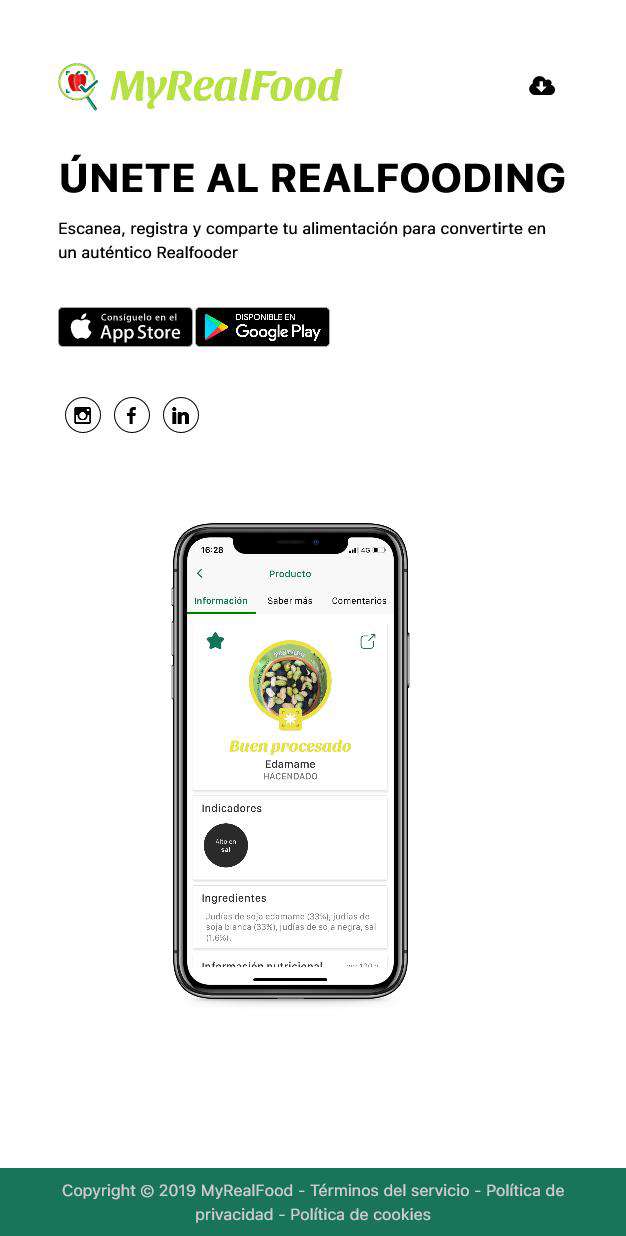 MyRealFood
ÚNETE AL REALFOODING
Escanea, registra y comparte tu alimentación para convertirte en
un auténtico Realfooder
Consíguelo en el
App Store
DISPONIBLE EN
Google Play
16:28
4G
Producto
Información Saber más Comentarios
Buen procesado
Edamame
HACENDADO
Indicadores
Alto en
sal
Ingredientes
Judías de soja edamame (33%), judías de
soja blanca (33%), judías de soja negra, sal
(1,6%).
Información nutricional
Copyright © 2019 MyRealFood - Términos del servicio - Política de
privacidad - Política de cookies